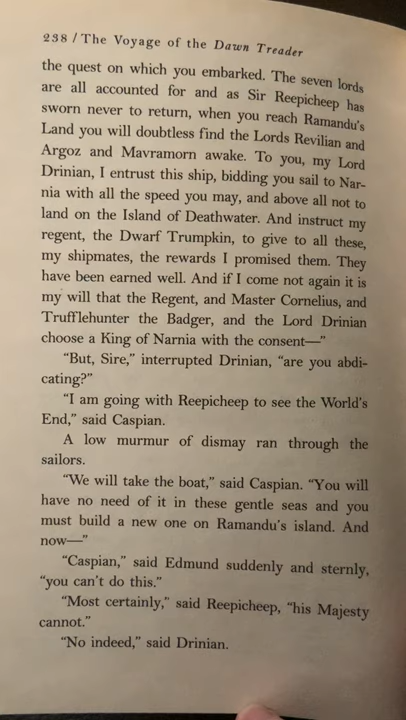 238 / The Voyage of the Dawn Treader
the quest on which you embarked. The seven lords
are all accounted for and as Sir Reepicheep has
sworn never to return, when you reach Ramandu's
Land you will doubtless find the Lords Revilian and
Argoz and Mavramorn awake. To you, my Lord
Drinian, I entrust this ship, bidding you sail to Nar-
nia with all the speed you may, and above all not to
land on the Island of Deathwater. And instruct my
regent, the Dwarf Trumpkin, to give to all these,
my shipmates, the rewards I promised them. They
have been earned well. And if I come not again it is
my will that the Regent, and Master Cornelius, and
Trufflehunter the Badger, and the Lord Drinian
choose a King of Narnia with the consent—"
"But, Sire," interrupted Drinian, "are you abdi-
cating?"
"I am going with Reepicheep to see the World's
End," said Caspian.
A low murmur of dismay ran through the
sailors.
"We will take the boat," said Caspian. "You will
have no need of it in these gentle seas and you
must build a new one on Ramandu's island. And
now—"
"Caspian," said Edmund suddenly and sternly,
"you can't do this."
"Most certainly," said Reepicheep, "his Majesty
cannot."
"No indeed," said Drinian.